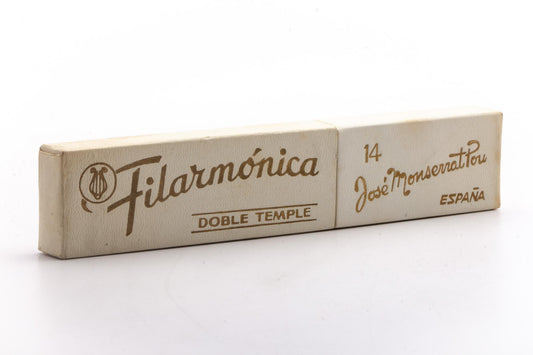 Filarmónica
DOBLE TEMPLE
14
José Monserrat Pou
ESPAÑA